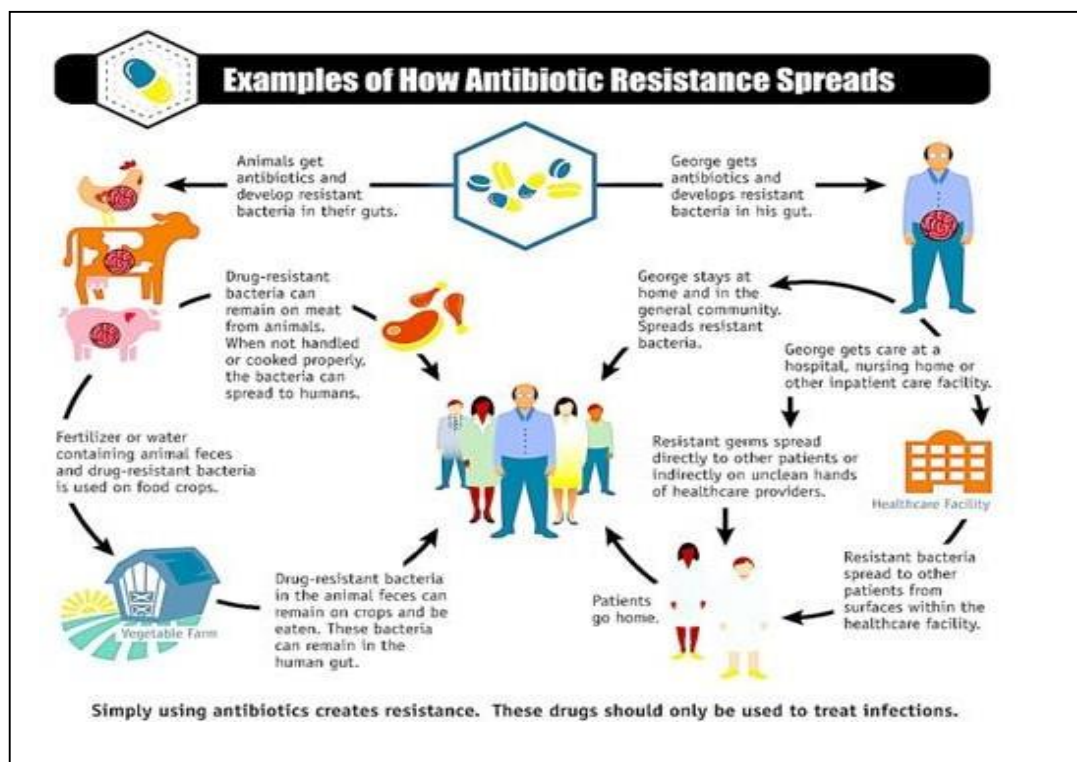 Examples of How Antibiotic Resistance Spreads
Animals get
antibiotics and
develop resistant
bacteria in their guts.
George gets
antibiotics and
develops resistant
bacteria in his gut.
Drug-resistant
bacteria can
remain on meat
from animals.
When not handled
or cooked properly,
the bacteria can
spread to humans.
George stays at
home and in the
general community.
Spreads resistant
bacteria.
George gets care at a
hospital, nursing home or
other inpatient care facility.
Fertilizer or water
containing animal feces
and drug-resistant bacteria
is used on food crops.
Resistant germs spread
directly to other patients or
indirectly on unclean hands
of healthcare providers.
Healthcare Facility
Vegetable Farm
Drug-resistant bacteria
in the animal feces can
remain on crops and be
eaten. These bacteria
can remain in the
human gut.
Patients
go home.
Resistant bacteria
spread to other
patients from
surfaces within the
healthcare facility.
Simply using antibiotics creates resistance. These drugs should only be used to treat infections.